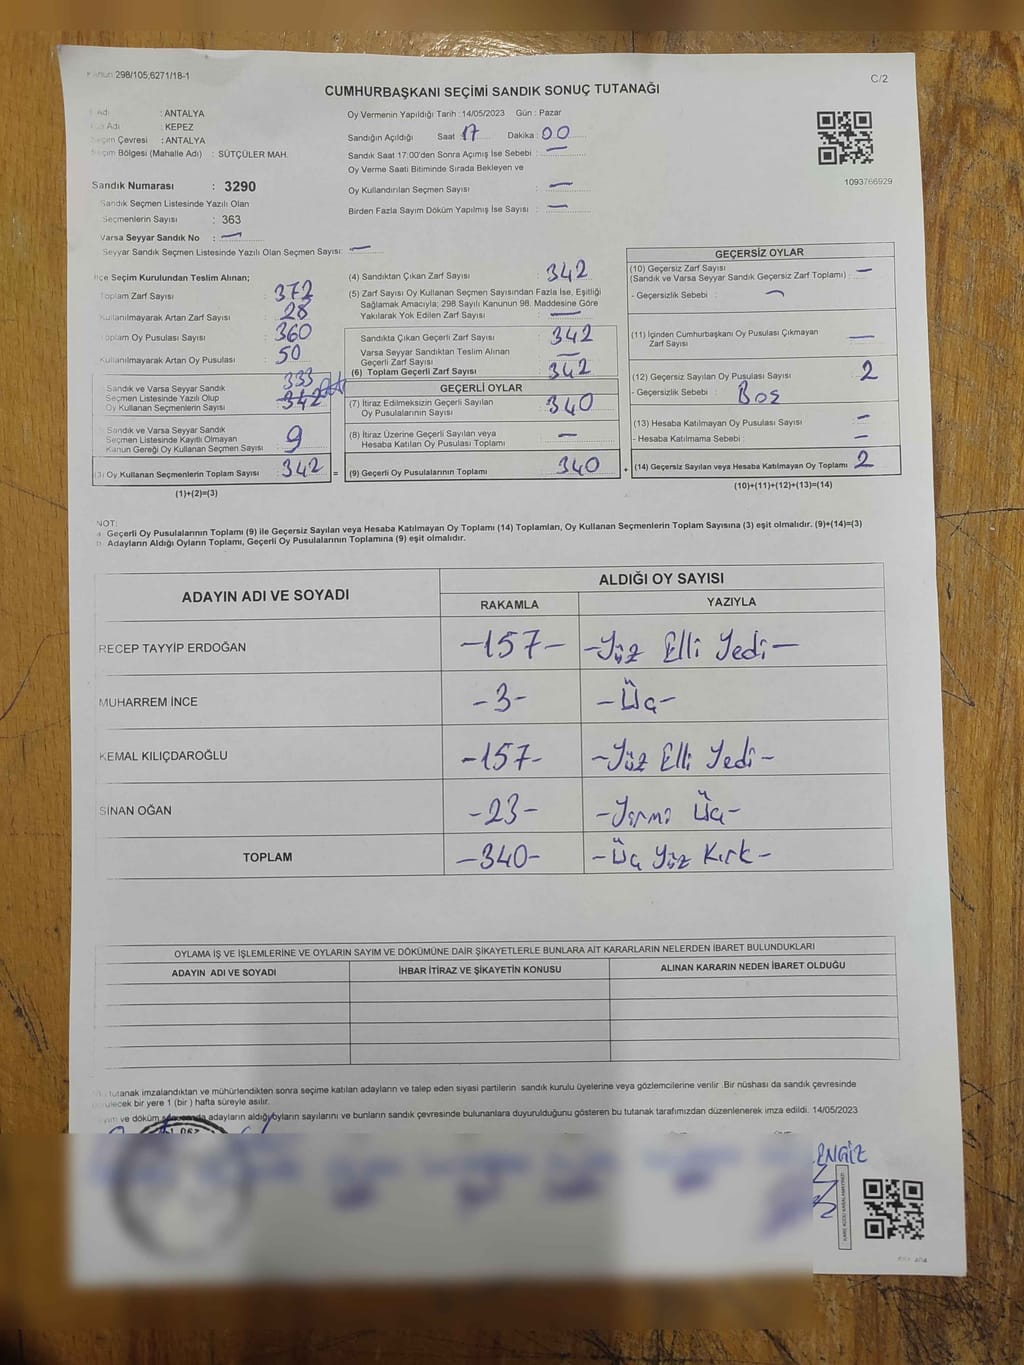 Kanun 298/105,6271/18-1
C/2
CUMHURBAŞKANI SEÇİMİ SANDIK SONUÇ TUTANAĞI
Adı : ANTALYA
Adı : KEPEZ
Seçim Çevresi : ANTALYA
Seçim Bölgesi (Mahalle Adı) : SÜTÇÜLER MAH.
Sandık Numarası : 3290
Sandık Seçmen Listesinde Yazılı Olan
Seçmenlerin Sayısı : 363
Varsa Seyyar Sandık No : —
Seyyar Sandık Seçmen Listesinde Yazılı Olan Seçmen Sayısı: —
Oy Vermenin Yapıldığı Tarih :14/05/2023 Gün : Pazar
Sandığın Açıldığı Saat : 17 Dakika : 00
Sandık Saat 17:00'den Sonra Açımış İse Sebebi : —
Oy Verme Saati Bitiminde Sırada Bekleyen ve
Oy Kullandırılan Seçmen Sayısı : —
Birden Fazla Sayım Döküm Yapılmış İse Sayısı : —
1093766929
İlçe Seçim Kurulundan Teslim Alınan;
Toplam Zarf Sayısı : 372
Kullanılmayarak Artan Zarf Sayısı : 28
Toplam Oy Pusulası Sayısı : 360
Kullanılmayarak Artan Oy Pusulası : 50
333
Sandık ve Varsa Seyyar Sandık
Seçmen Listesinde Yazılı Olup
Oy Kullanan Seçmenlerin Sayısı : 342
Sandık ve Varsa Seyyar Sandık
Seçmen Listesinde Kayıtlı Olmayan
Kanun Gereği Oy Kullanan Seçmen Sayısı : 9
(3) Oy Kullanan Seçmenlerin Toplam Sayısı : 342 =
(1)+(2)=(3)
(4) Sandıktan Çıkan Zarf Sayısı : 342
(5) Zarf Sayısı Oy Kullanan Seçmen Sayısından Fazla İse, Eşitliği
Sağlamak Amacıyla; 298 Sayılı Kanunun 98. Maddesine Göre
Yakılarak Yok Edilen Zarf Sayısı : —
Sandıkta Çıkan Geçerli Zarf Sayısı : 342
Varsa Seyyar Sandıktan Teslim Alınan
Geçerli Zarf Sayısı : —
(6) Toplam Geçerli Zarf Sayısı : 342
GEÇERLİ OYLAR
(7) İtiraz Edilmeksizin Geçerli Sayılan
Oy Pusulalarının Sayısı : 340
(8) İtiraz Üzerine Geçerli Sayılan veya
Hesaba Katılan Oy Pusulası Toplamı : —
(9) Geçerli Oy Pusulalarının Toplamı : 340 +
GEÇERSİZ OYLAR
(10) Geçersiz Zarf Sayısı
(Sandık ve Varsa Seyyar Sandık Geçersiz Zarf Toplamı) : —
- Geçersizlik Sebebi : —
(11) İçinden Cumhurbaşkanı Oy Pusulası Çıkmayan
Zarf Sayısı : —
(12) Geçersiz Sayılan Oy Pusulası Sayısı : 2
- Geçersizlik Sebebi : Boş
(13) Hesaba Katılmayan Oy Pusulası Sayısı : —
- Hesaba Katılmama Sebebi : —
(14) Geçersiz Sayılan veya Hesaba Katılmayan Oy Toplamı : 2
(10)+(11)+(12)+(13)=(14)
NOT:
a Geçerli Oy Pusulalarının Toplamı (9) ile Geçersiz Sayılan veya Hesaba Katılmayan Oy Toplamı (14) Toplamları, Oy Kullanan Seçmenlerin Toplam Sayısına (3) eşit olmalıdır. (9)+(14)=(3)
b Adayların Aldığı Oyların Toplamı, Geçerli Oy Pusulalarının Toplamına (9) eşit olmalıdır.
ADAYIN ADI VE SOYADI
ALDIĞI OY SAYISI
RAKAMLA YAZIYLA
RECEP TAYYİP ERDOĞAN -157- -Yüz Elli Yedi-
MUHARREM İNCE -3- -Üç-
KEMAL KILIÇDAROĞLU -157- -Yüz Elli Yedi-
SİNAN OĞAN -23- -Yirmi Üç-
TOPLAM -340- -Üç Yüz Kırk-
OYLAMA İŞ VE İŞLEMLERİNE VE OYLARIN SAYIM VE DÖKÜMÜNE DAİR ŞİKAYETLERLE BUNLARA AİT KARARLARIN NELERDEN İBARET BULUNDUKLARI
ADAYIN ADI VE SOYADI İHBAR İTİRAZ VE ŞİKAYETİN KONUSU ALINAN KARARIN NEDEN İBARET OLDUĞU
tutanak imzalandıktan ve mühürlendikten sonra seçime katılan adayların ve talep eden siyasi partilerin sandık kurulu üyelerine veya gözlemcilerine verilir .Bir nüshası da sandık çevresinde
bir yere 1 (bir ) hafta süreyle asılır.
ve döküm adayların aldığı oyların sayılarını ve bunların sandık çevresinde bulunanlara duyurulduğunu gösteren bu tutanak tarafımızdan düzenlenerek imza edildi. 14/05/2023